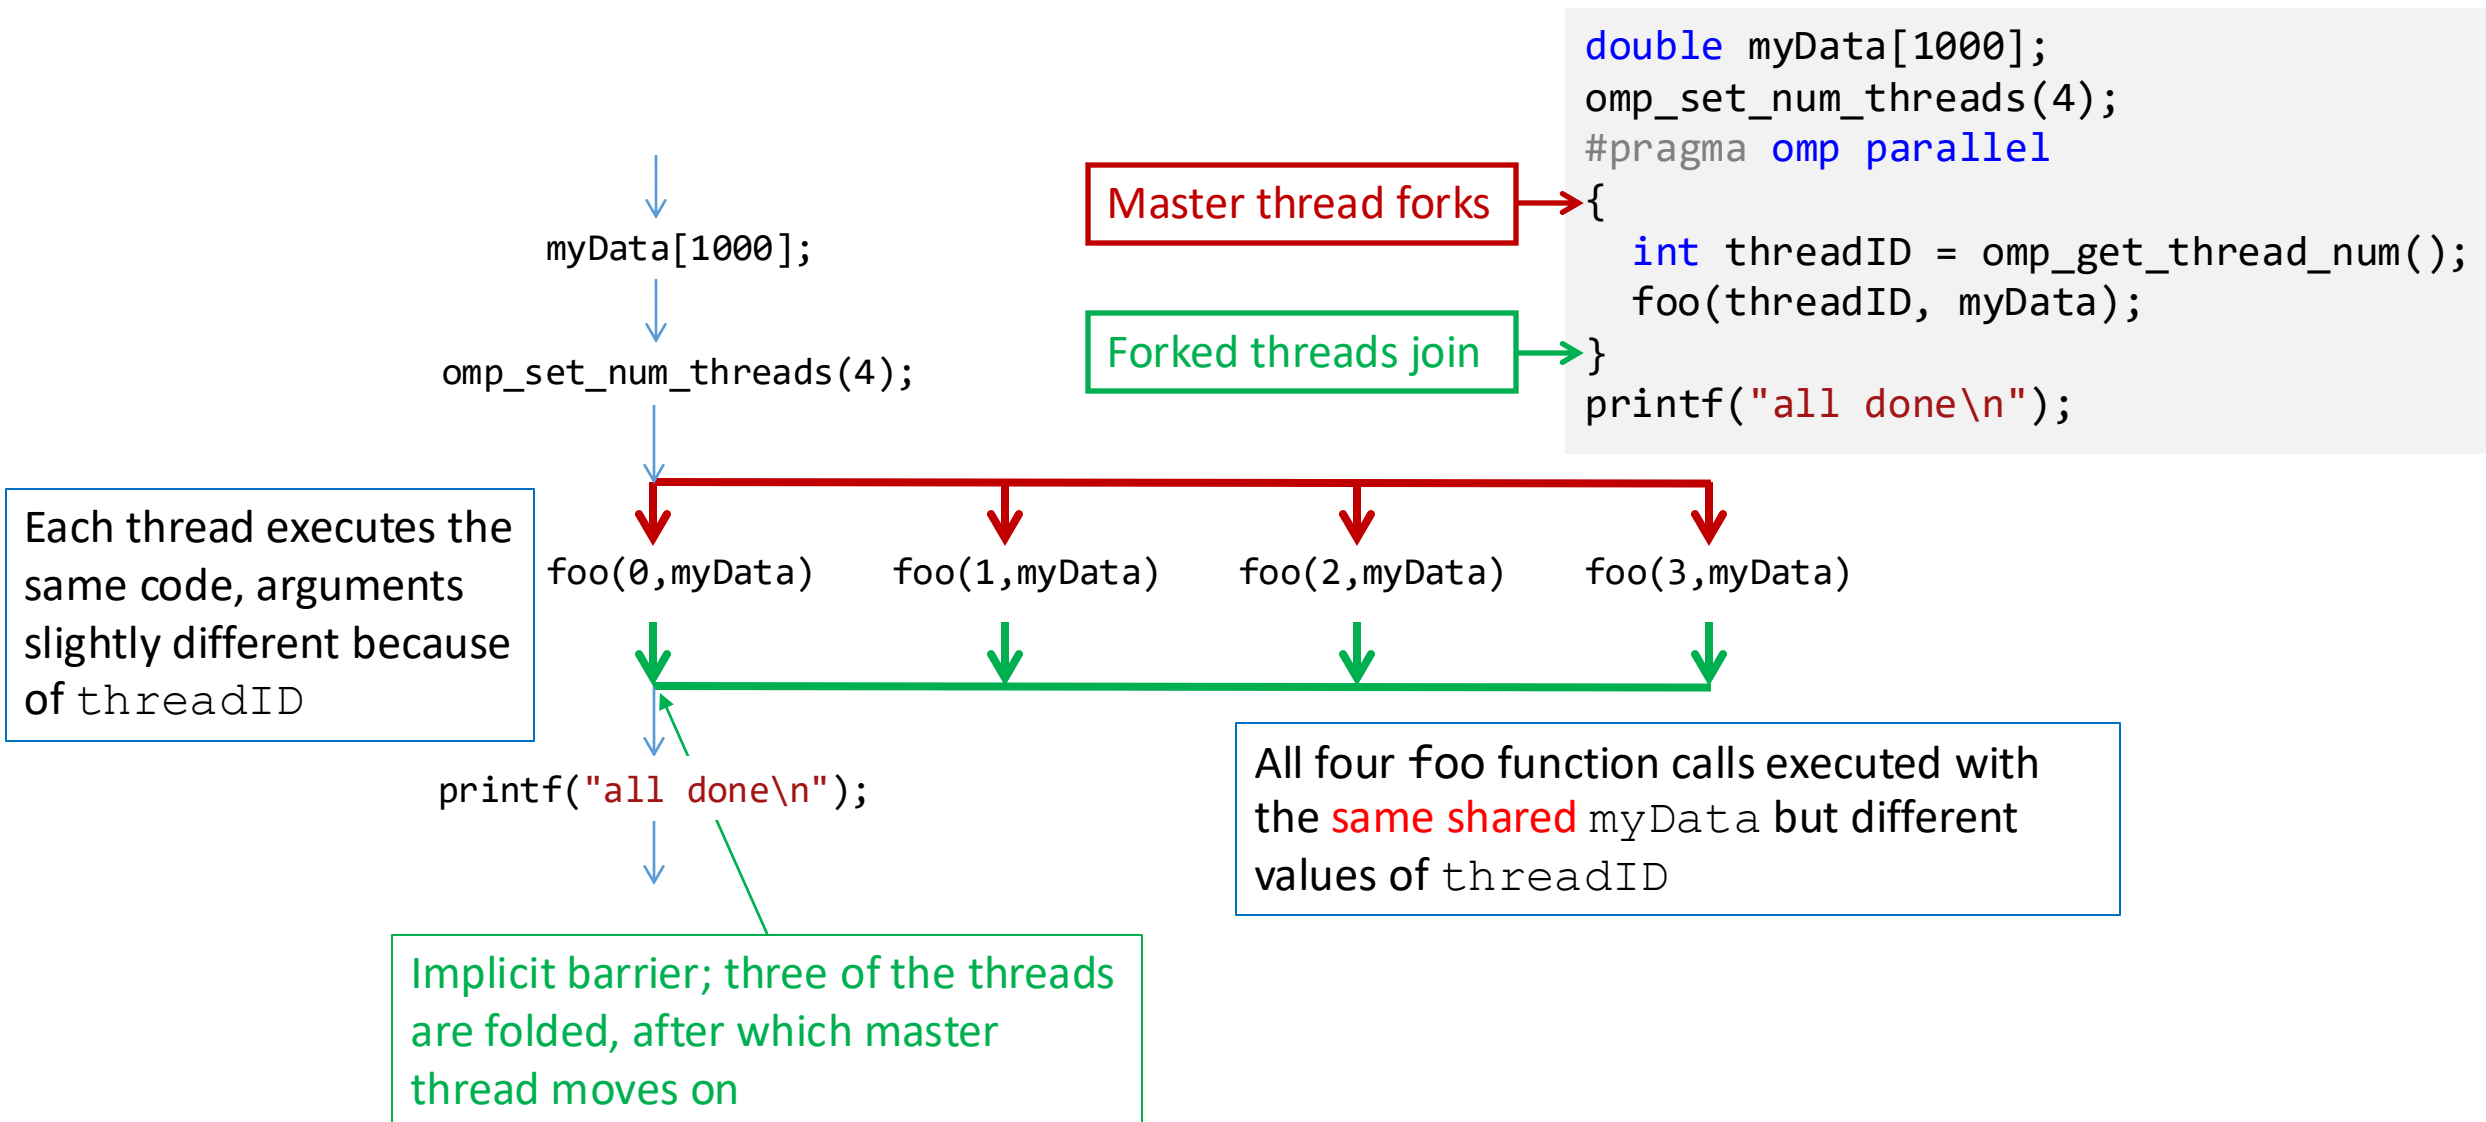 double myData[1000];
omp_set_num_threads(4);
#pragma omp parallel
{
  int threadID = omp_get_thread_num();
  foo(threadID, myData);
}
printf("all done\n");
Master thread forks
Forked threads join
myData[1000];
omp_set_num_threads(4);
Each thread executes the
same code, arguments
slightly different because
of threadID
foo(0,myData)
foo(1,myData)
foo(2,myData)
foo(3,myData)
printf("all done\n");
All four foo function calls executed with
the same shared myData but different
values of threadID
Implicit barrier; three of the threads
are folded, after which master
thread moves on